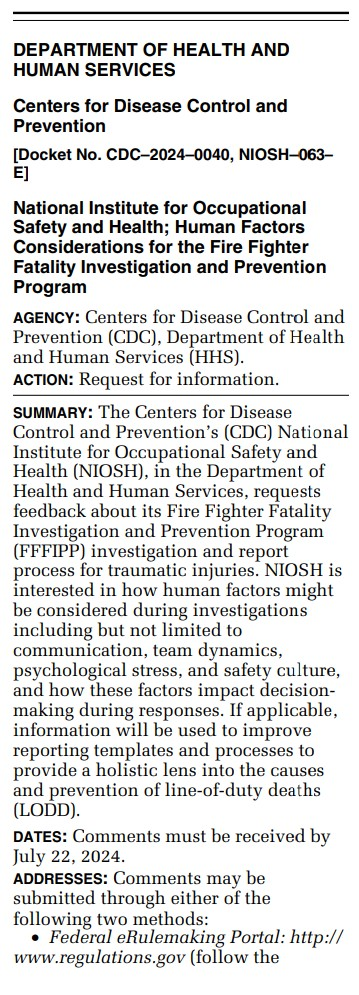 DEPARTMENT OF HEALTH AND
HUMAN SERVICES
Centers for Disease Control and
Prevention
[Docket No. CDC–2024–0040, NIOSH–063–
E]
National Institute for Occupational
Safety and Health; Human Factors
Considerations for the Fire Fighter
Fatality Investigation and Prevention
Program
AGENCY: Centers for Disease Control and
Prevention (CDC), Department of Health
and Human Services (HHS).
ACTION: Request for information.
SUMMARY: The Centers for Disease
Control and Prevention’s (CDC) National
Institute for Occupational Safety and
Health (NIOSH), in the Department of
Health and Human Services, requests
feedback about its Fire Fighter Fatality
Investigation and Prevention Program
(FFFIPP) investigation and report
process for traumatic injuries. NIOSH is
interested in how human factors might
be considered during investigations
including but not limited to
communication, team dynamics,
psychological stress, and safety culture,
and how these factors impact decision-
making during responses. If applicable,
information will be used to improve
reporting templates and processes to
provide a holistic lens into the causes
and prevention of line-of-duty deaths
(LODD).
DATES: Comments must be received by
July 22, 2024.
ADDRESSES: Comments may be
submitted through either of the
following two methods:
• Federal eRulemaking Portal: http://
www.regulations.gov (follow the